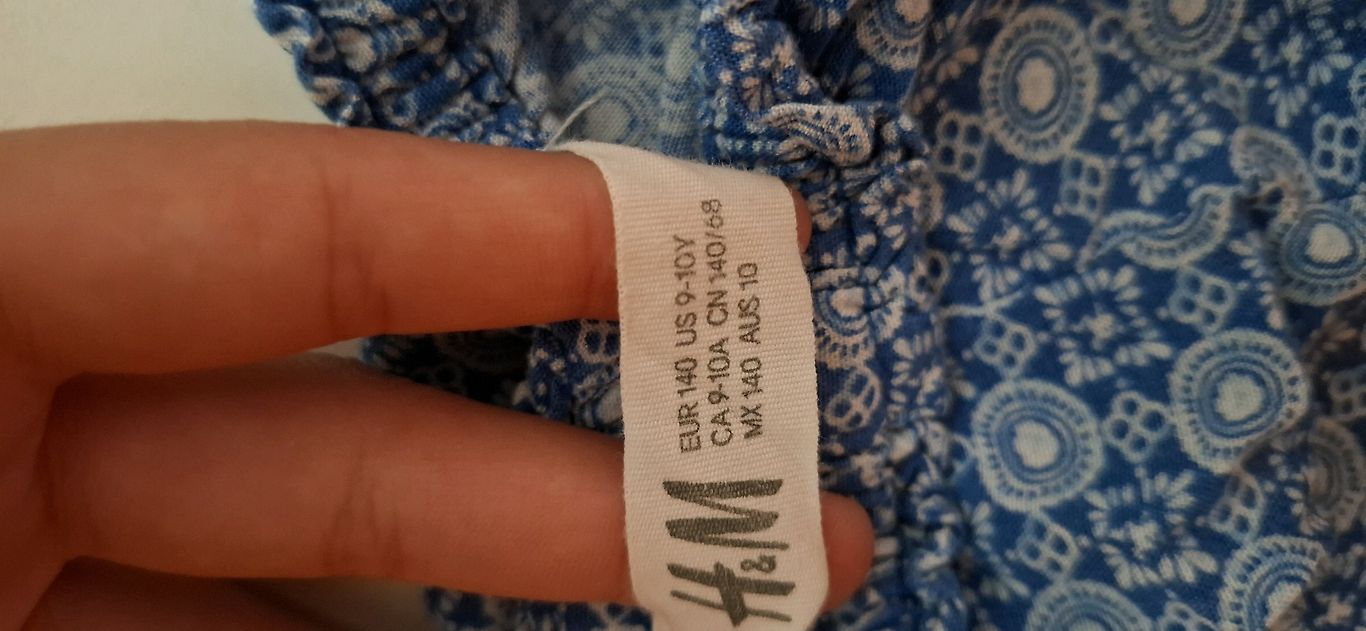 H&M
EUR 140 US 9-10Y
CA 9-10A CN 140/68
MX 140 AUS 10